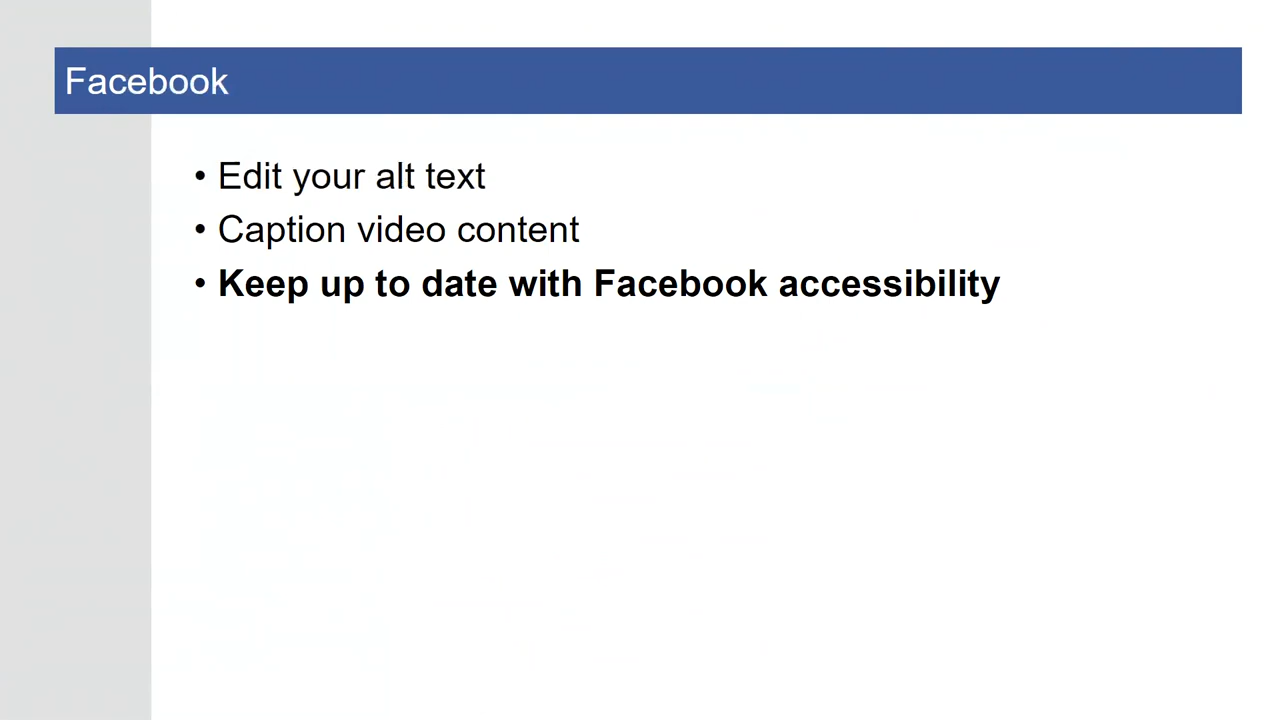 Facebook
• Edit your alt text
• Caption video content
• Keep up to date with Facebook accessibility